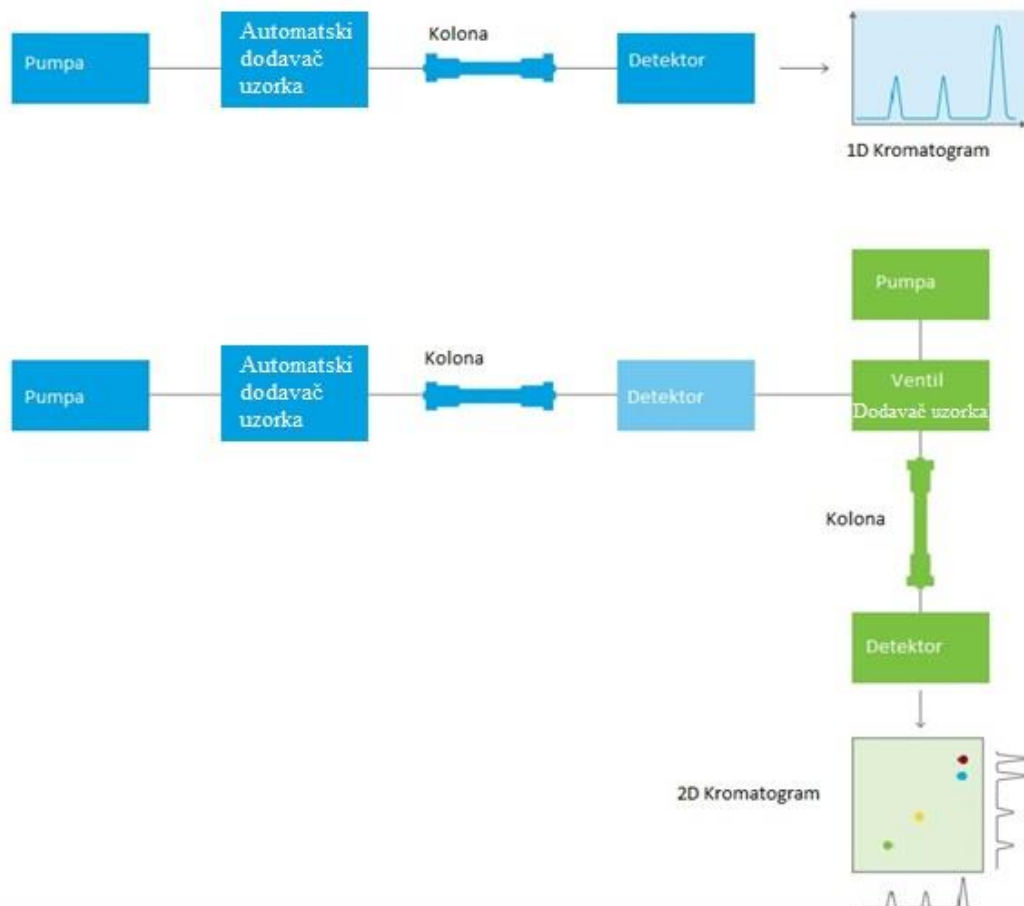 Pumpa
Automatski
dodavač
uzorka
Kolona
Detektor
1D Kromatogram
Pumpa
Pumpa
Automatski
dodavač
uzorka
Kolona
Detektor
Ventil
Dodavač uzorka
Kolona
Detektor
2D Kromatogram